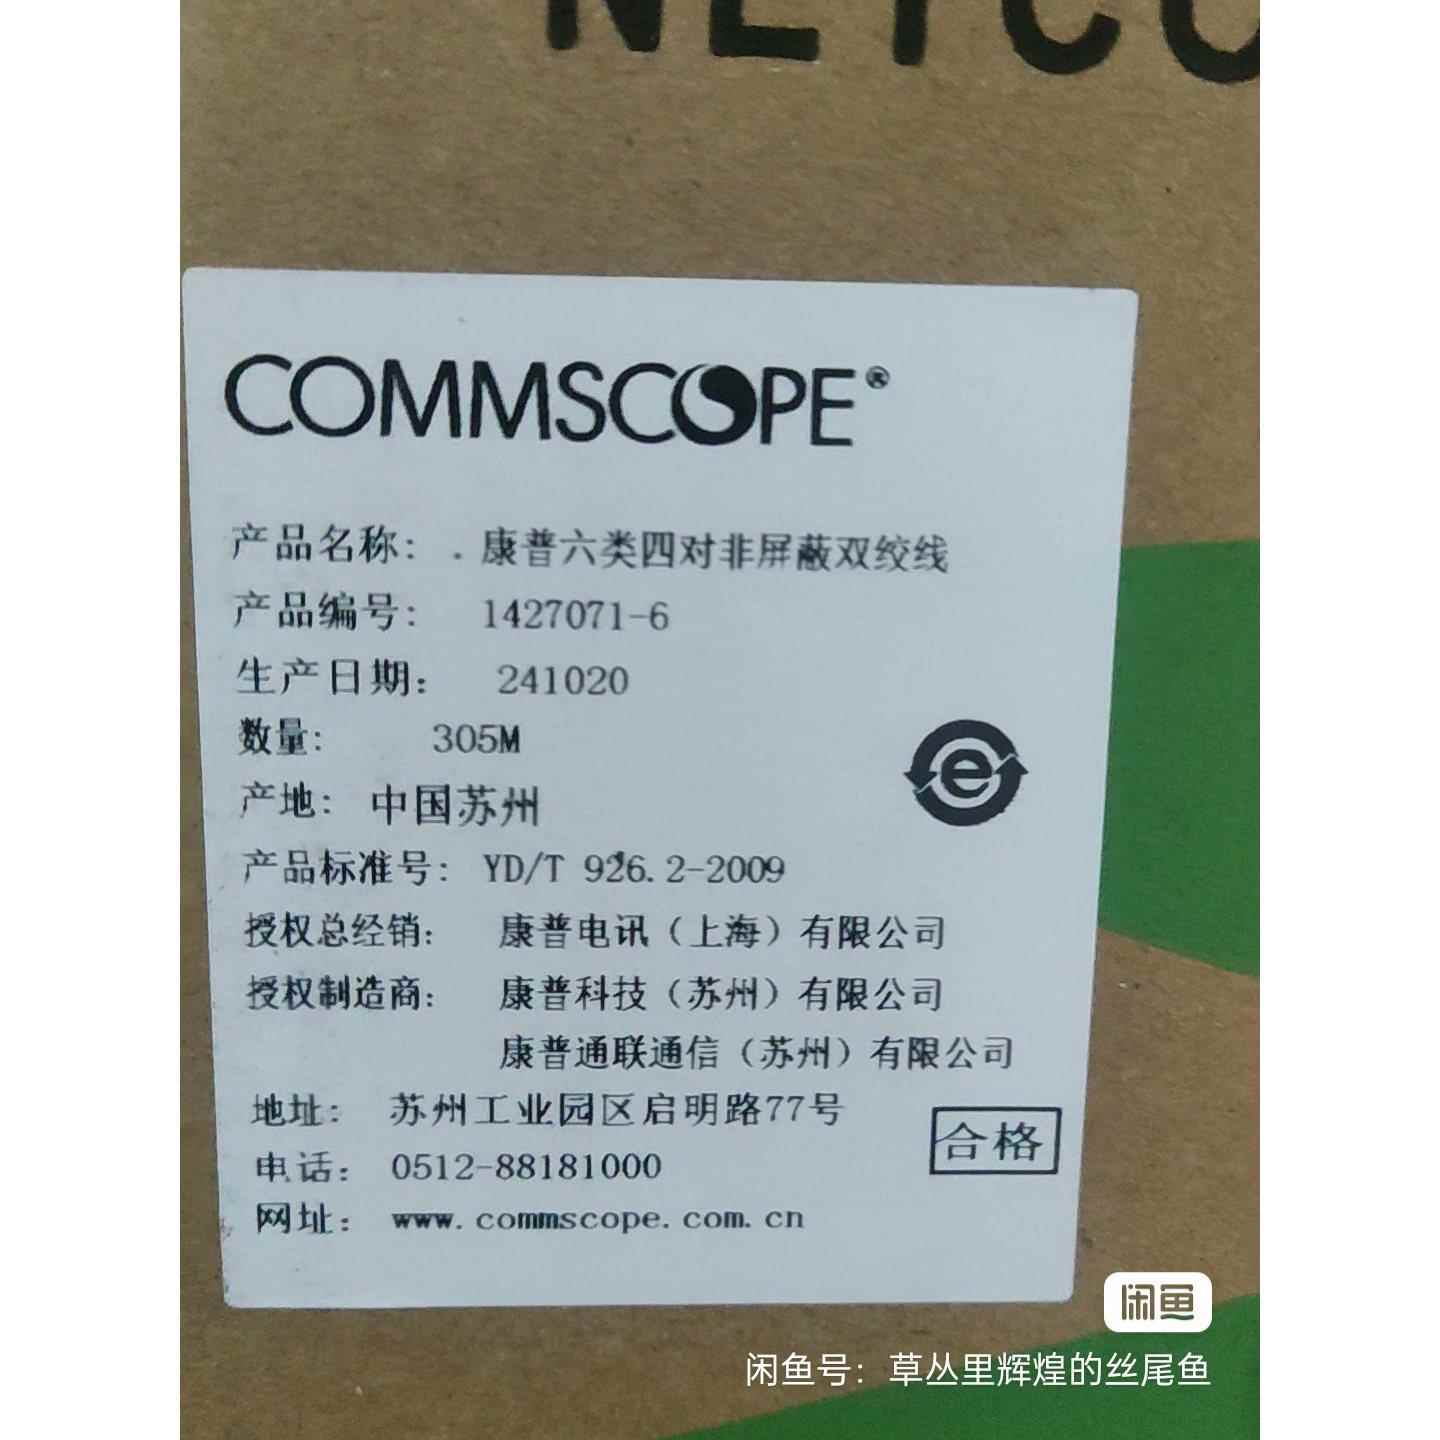 NETCO
COMMSCOPE®
产品名称: .康普六类四对非屏蔽双绞线
产品编号: 1427071-6
生产日期: 241020
数量: 305M
产地: 中国苏州
e
产品标准号: YD/T 926.2-2009
授权总经销: 康普电讯（上海）有限公司
授权制造商: 康普科技（苏州）有限公司
康普通联通信（苏州）有限公司
地址: 苏州工业园区启明路77号
合格
电话: 0512-88181000
网址: www.commscope.com.cn
闲鱼
闲鱼号：草丛里辉煌的丝尾鱼